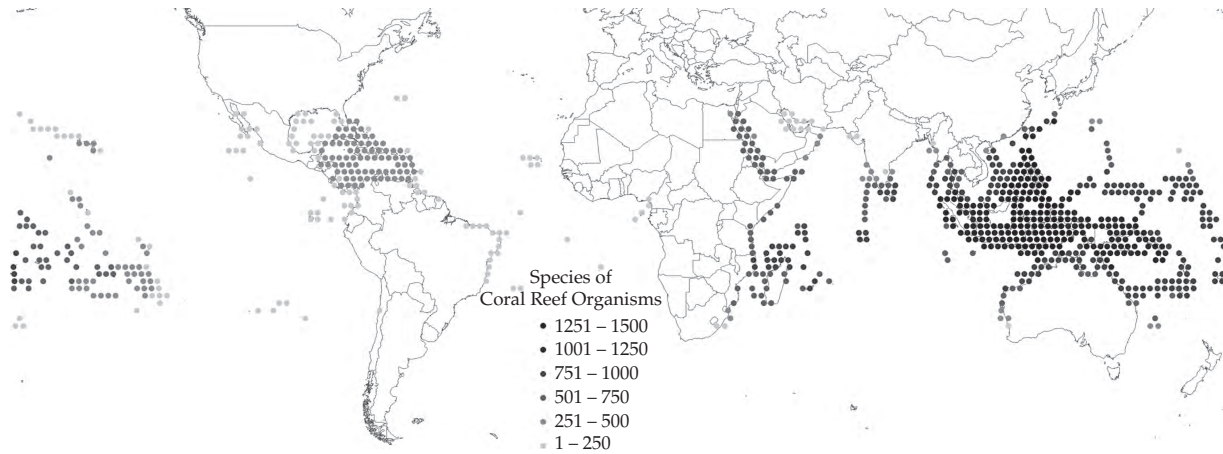 Species of
Coral Reef Organisms
1251 – 1500
1001 – 1250
751 – 1000
501 – 750
251 – 500
1 – 250